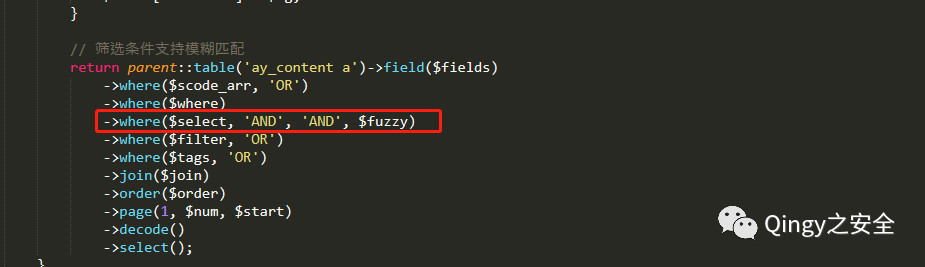 }
// 筛选条件支持模糊匹配
return parent::table('ay_content a')->field($fields)
->where($scode_arr, 'OR')
->where($where)
->where($select, 'AND', 'AND', $fuzzy)
->where($filter, 'OR')
->where($tags, 'OR')
->join($join)
->order($order)
->page(1, $num, $start)
->decode()
->select();
}
Qingy之安全